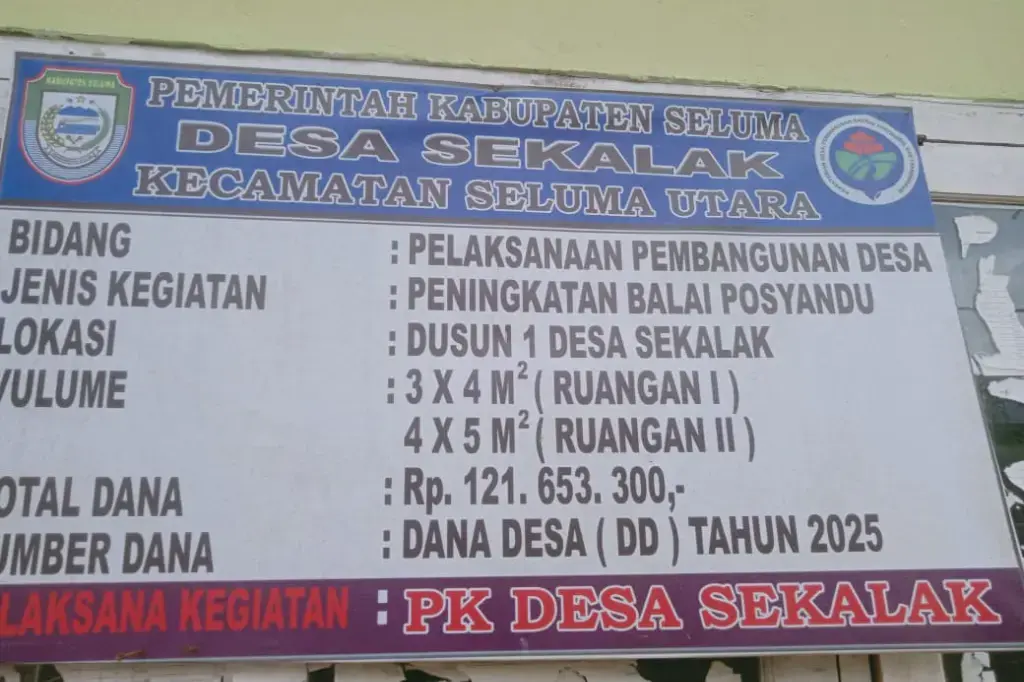 KABUPATEN SELUMA
PEMERINTAH KABUPATEN SELUMA
DESA SEKALAK
KECAMATAN SELUMA UTARA
BIDANG : PELAKSANAAN PEMBANGUNAN DESA
JENIS KEGIATAN : PENINGKATAN BALAI POSYANDU
LOKASI : DUSUN 1 DESA SEKALAK
VULUME : 3 X 4 M² ( RUANGAN I )
4 X 5 M² ( RUANGAN II )
OTAL DANA : Rp. 121. 653. 300,-
UMBER DANA : DANA DESA ( DD ) TAHUN 2025
LAKSANA KEGIATAN : PK DESA SEKALAK